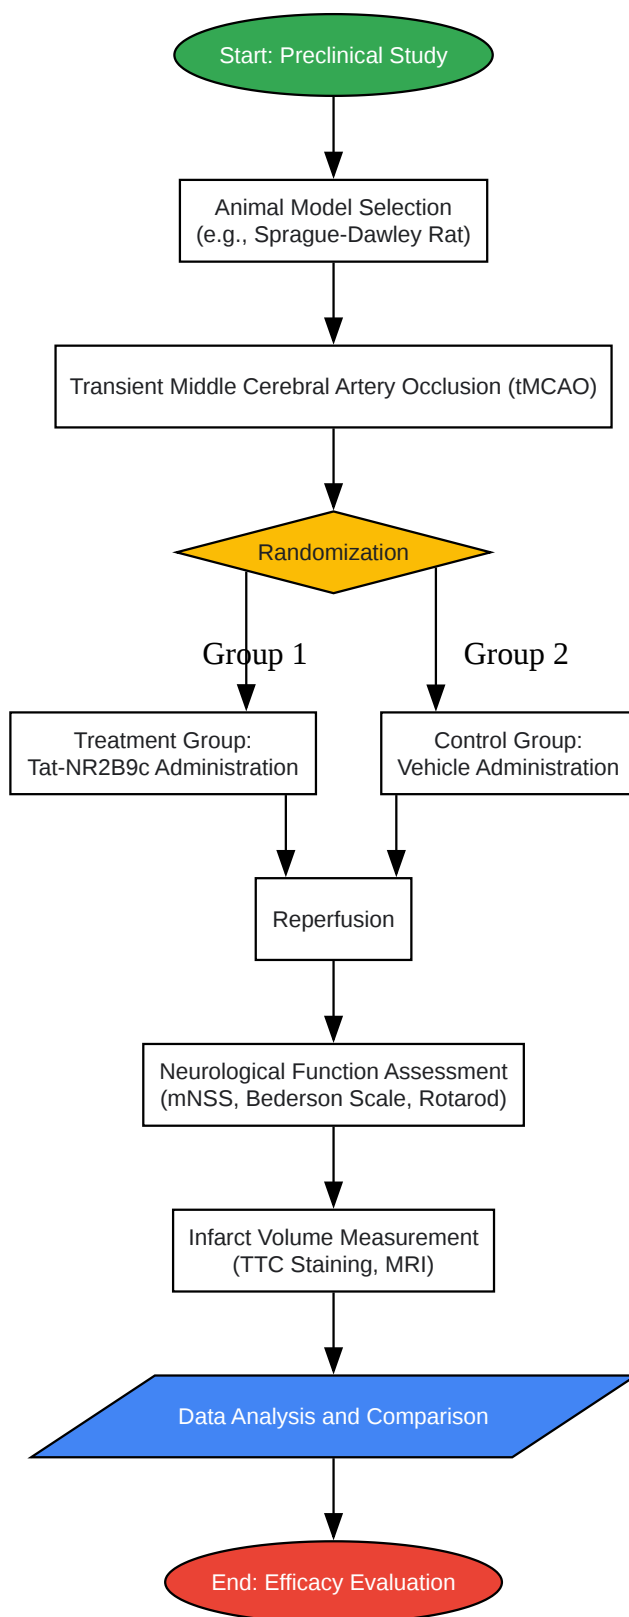 Start: Preclinical Study
Animal Model Selection
(e.g., Sprague-Dawley Rat)
Transient Middle Cerebral Artery Occlusion (tMCAO)
Randomization
Group 1
Group 2
Treatment Group:
Tat-NR2B9c Administration
Control Group:
Vehicle Administration
Reperfusion
Neurological Function Assessment
(mNSS, Bederson Scale, Rotarod)
Infarct Volume Measurement
(TTC Staining, MRI)
Data Analysis and Comparison
End: Efficacy Evaluation